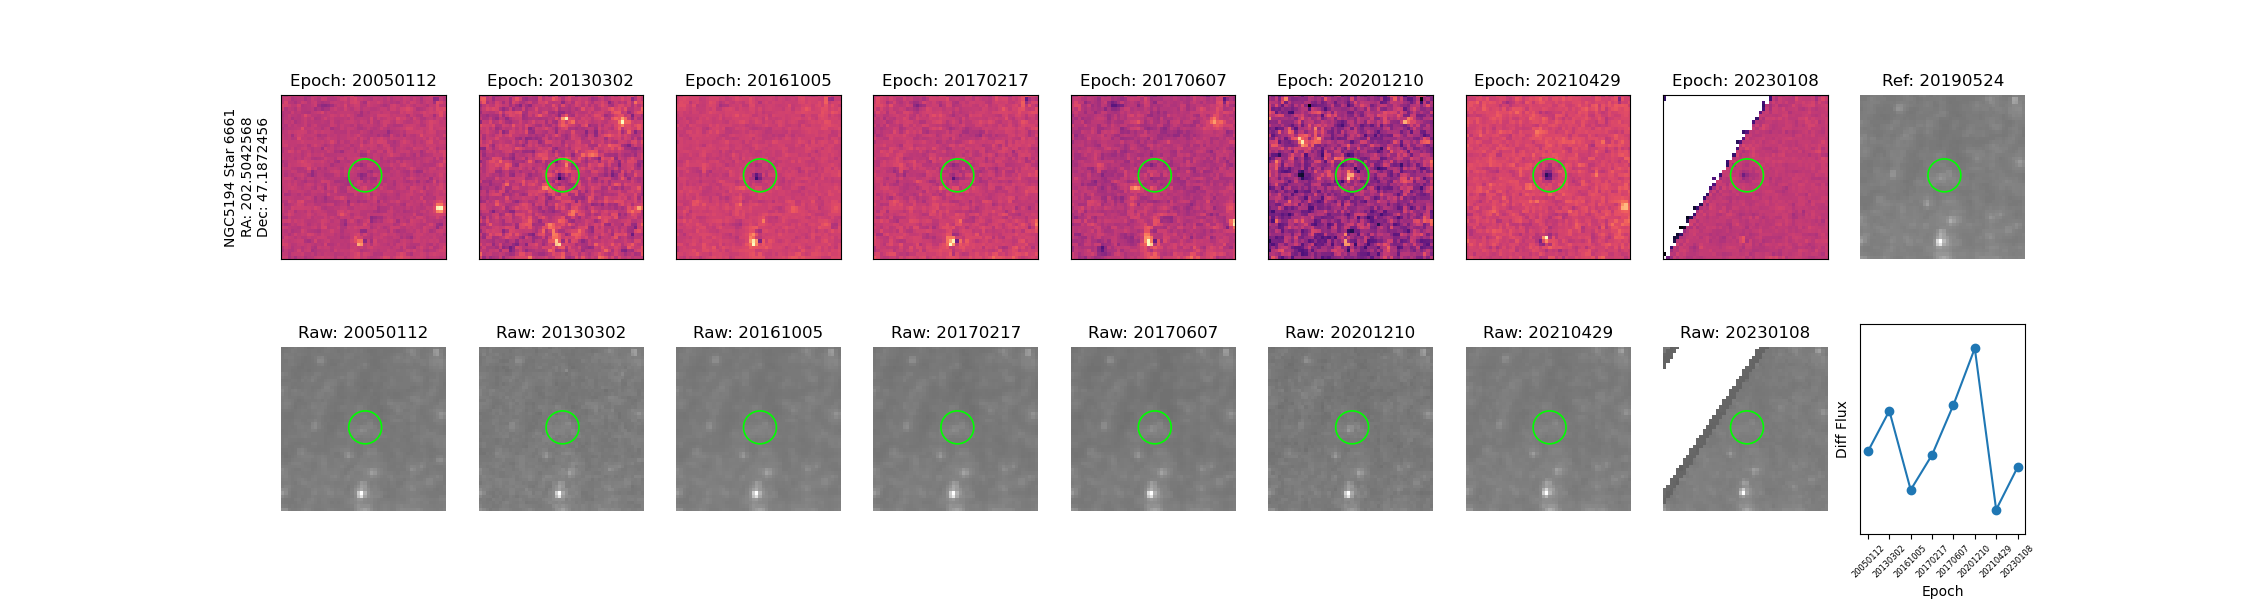 NGC5194 Star 6661
RA: 202.5042568
Dec: 47.1872456
Epoch: 20050112
Epoch: 20130302
Epoch: 20161005
Epoch: 20170217
Epoch: 20170607
Epoch: 20201210
Epoch: 20210429
Epoch: 20230108
Ref: 20190524
Raw: 20050112
Raw: 20130302
Raw: 20161005
Raw: 20170217
Raw: 20170607
Raw: 20201210
Raw: 20210429
Raw: 20230108
Diff Flux
20050112
20130302
20161005
20170217
20170607
20201210
20210429
20230108
Epoch